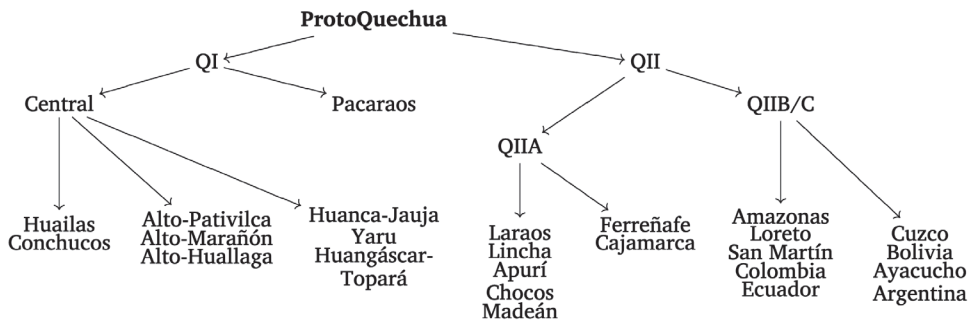 ProtoQuechua
QI
QII
Central
Pacaraos
QIIA
QIIB/C
Huailas
Conchucos
Alto-Pativilca
Alto-Marañón
Alto-Huallaga
Huanca-Jauja
Yaru
Huangáscar-
Topará
Laraos
Lincha
Apurí
Chocos
Madeán
Ferreñafe
Cajamarca
Amazonas
Loreto
San Martín
Colombia
Ecuador
Cuzco
Bolivia
Ayacucho
Argentina